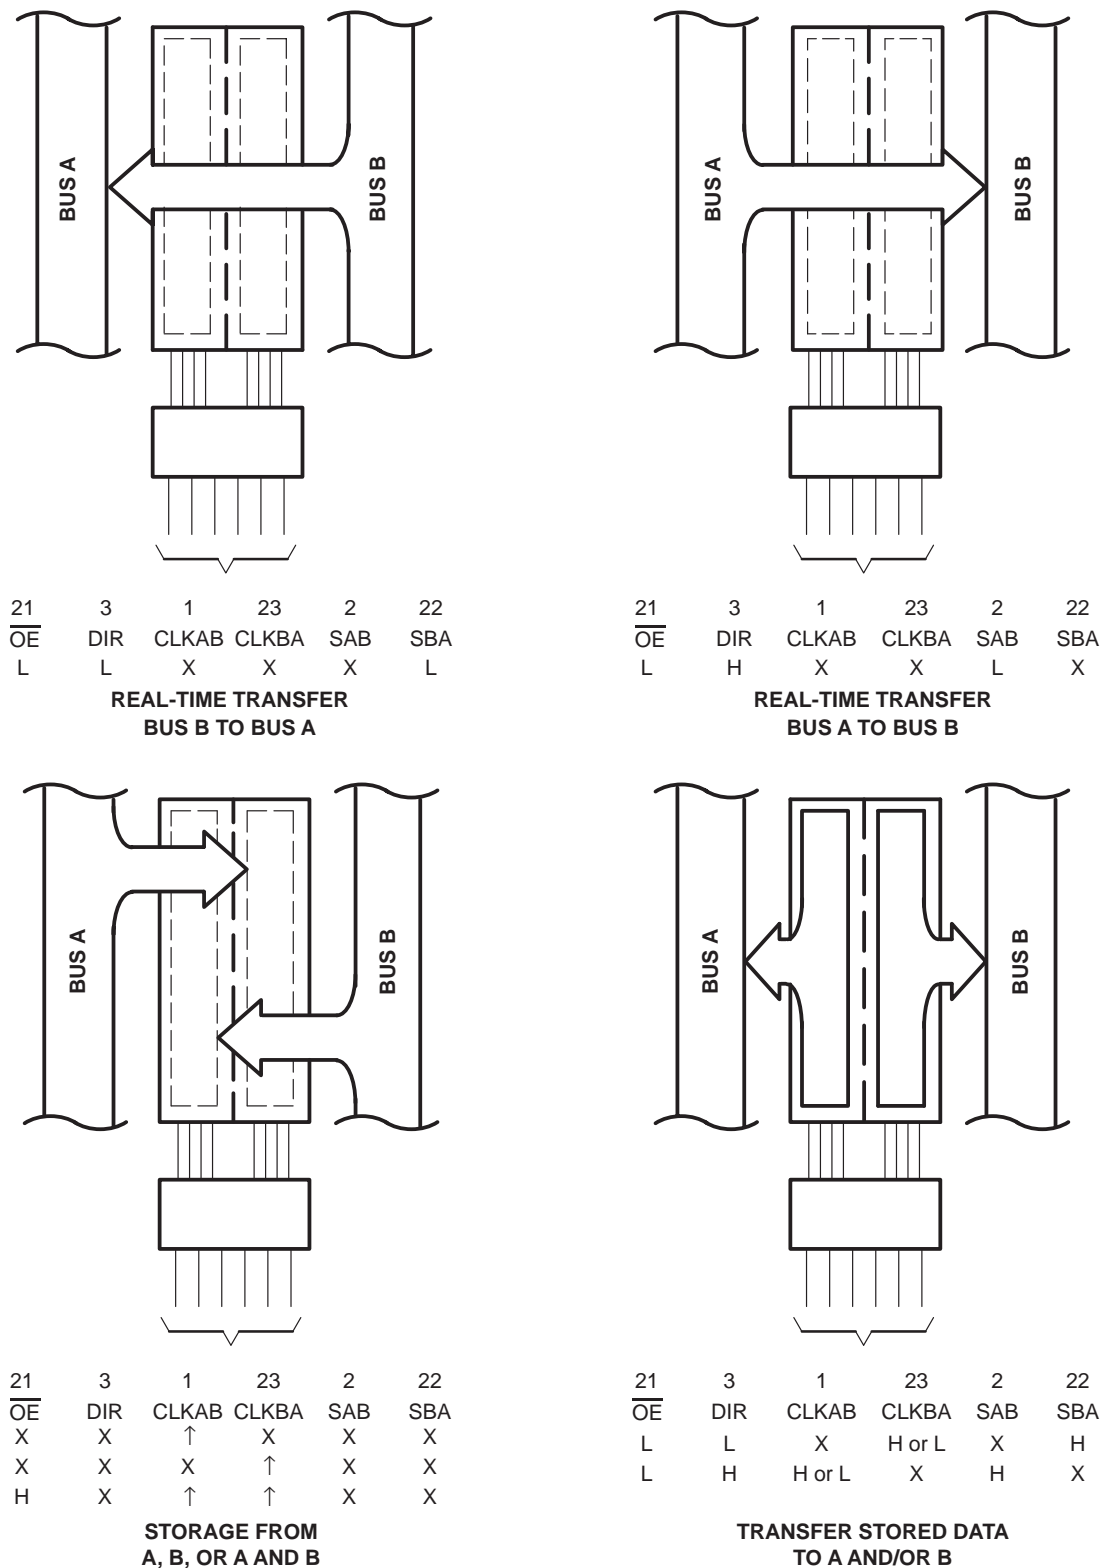 BUS A
BUS B
21 3 1 23 2 22
OE DIR CLKAB CLKBA SAB SBA
L L X X X L
REAL-TIME TRANSFER
BUS B TO BUS A
BUS A
BUS B
21 3 1 23 2 22
OE DIR CLKAB CLKBA SAB SBA
L H X X L X
REAL-TIME TRANSFER
BUS A TO BUS B
BUS A
BUS B
21 3 1 23 2 22
OE DIR CLKAB CLKBA SAB SBA
X X ↑ X X X
X X X ↑ X X
H X ↑ ↑ X X
STORAGE FROM
A, B, OR A AND B
BUS A
BUS B
21 3 1 23 2 22
OE DIR CLKAB CLKBA SAB SBA
L L X H or L X H
L H H or L X H X
TRANSFER STORED DATA
TO A AND/OR B